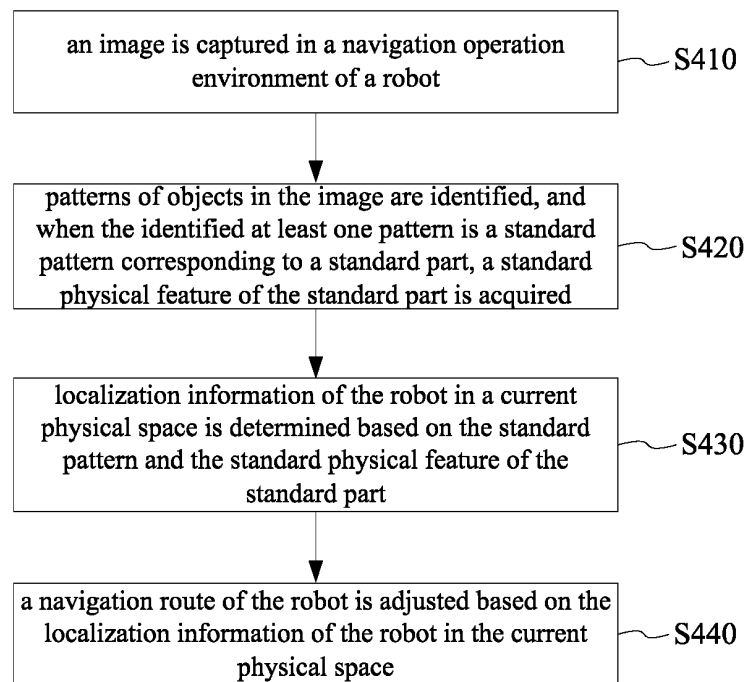 an image is captured in a navigation operation
environment of a robot
S410
patterns of objects in the image are identified, and
when the identified at least one pattern is a standard
pattern corresponding to a standard part, a standard
physical feature of the standard part is acquired
S420
localization information of the robot in a current
physical space is determined based on the standard
pattern and the standard physical feature of the
standard part
S430
a navigation route of the robot is adjusted based on the
localization information of the robot in the current
physical space
S440